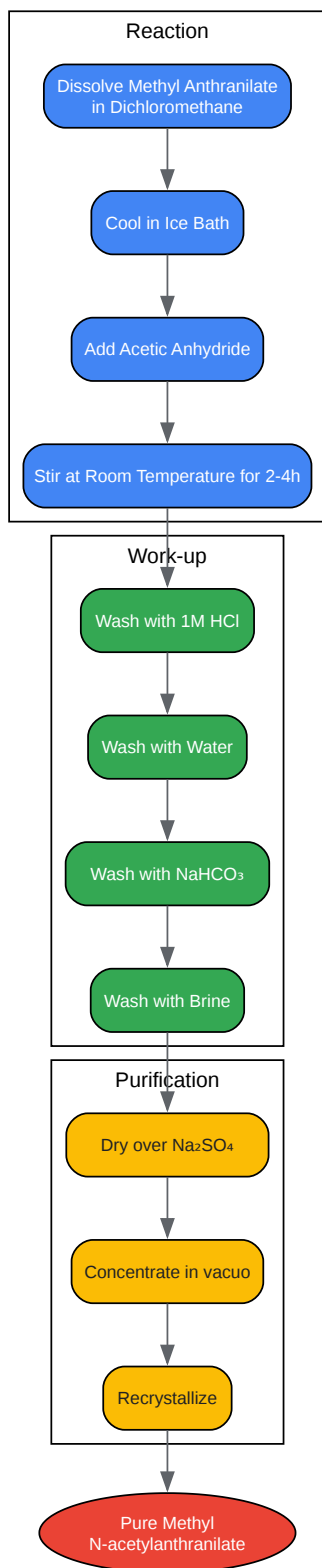 Reaction
Dissolve Methyl Anthranilate
in Dichloromethane
Cool in Ice Bath
Add Acetic Anhydride
Stir at Room Temperature for 2-4h
Work-up
Wash with 1M HCl
Wash with Water
Wash with NaHCO₃
Wash with Brine
Purification
Dry over Na₂SO₄
Concentrate in vacuo
Recrystallize
Pure Methyl
N-acetylanthranilate